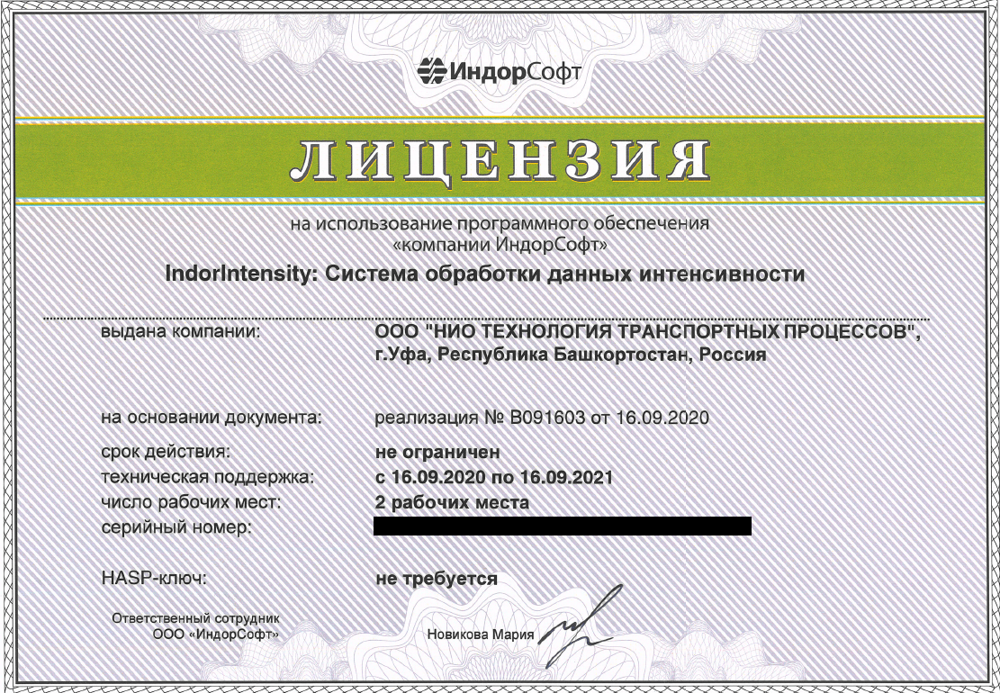 ИндорСофт
ЛИЦЕНЗИЯ
на использование программного обеспечения
«компании ИндорСофт»
IndorIntensity: Система обработки данных интенсивности
выдана компании: ООО "НИО ТЕХНОЛОГИЯ ТРАНСПОРТНЫХ ПРОЦЕССОВ",
г.Уфа, Республика Башкортостан, Россия
на основании документа: реализация № В091603 от 16.09.2020
срок действия: не ограничен
техническая поддержка: с 16.09.2020 по 16.09.2021
число рабочих мест: 2 рабочих места
серийный номер:
HASP-ключ: не требуется
Ответственный сотрудник
ООО «ИндорСофт»
Новикова Мария